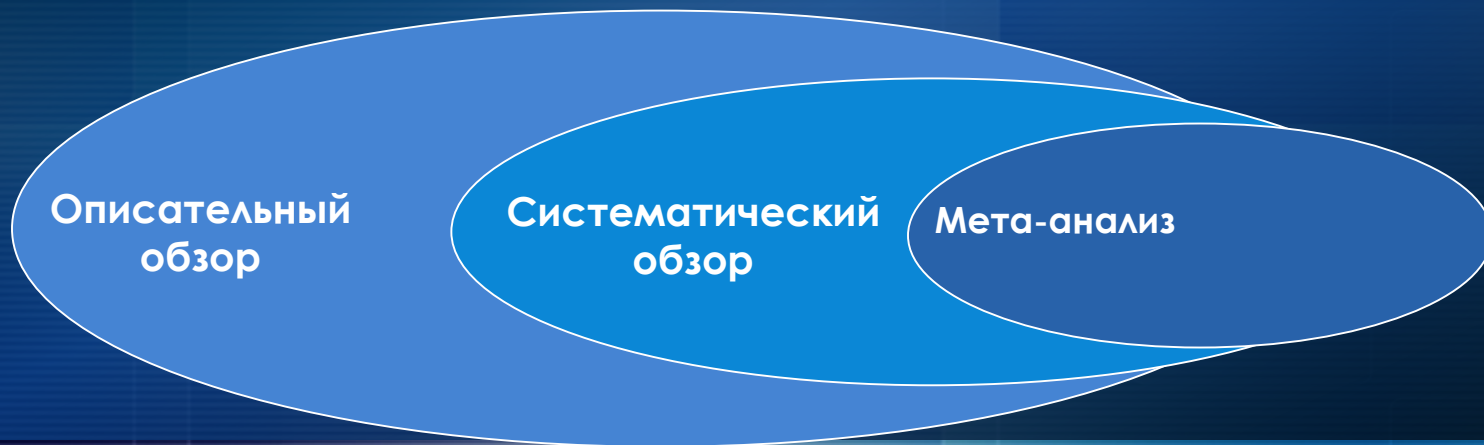 Описательный
обзор
Систематический
обзор
Мета-анализ